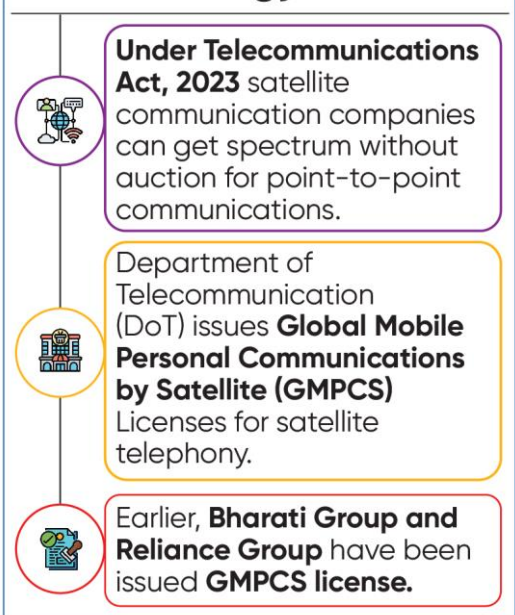 Under Telecommunications
Act, 2023 satellite
communication companies
can get spectrum without
auction for point-to-point
communications.
Department of
Telecommunication
(DoT) issues Global Mobile
Personal Communications
by Satellite (GMPCS)
Licenses for satellite
telephony.
Earlier, Bharati Group and
Reliance Group have been
issued GMPCS license.